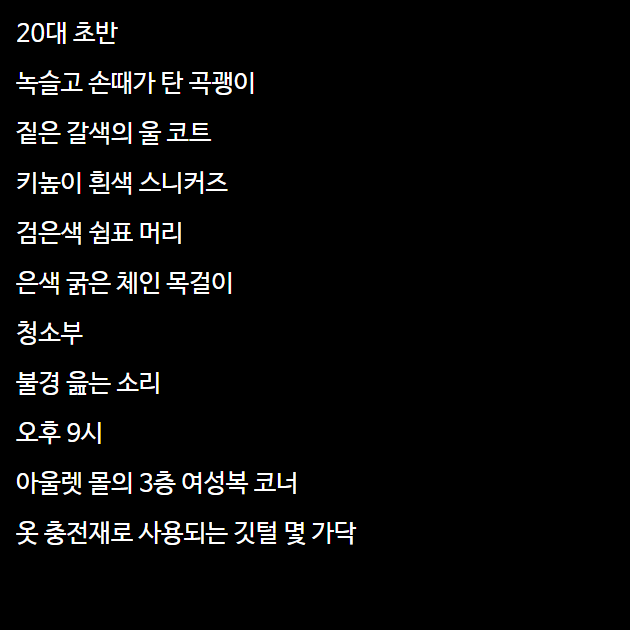 20대 초반
녹슬고 손때가 탄 곡괭이
짙은 갈색의 울 코트
키높이 흰색 스니커즈
검은색 쉼표 머리
은색 굵은 체인 목걸이
청소부
불경 읊는 소리
오후 9시
아울렛 몰의 3층 여성복 코너
옷 충전재로 사용되는 깃털 몇 가닥